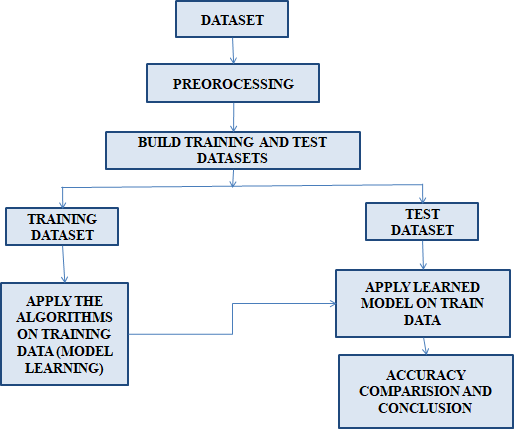 DATASET
PREOROCESSING
BUILD TRAINING AND TEST
DATASETS
TRAINING
DATASET
TEST
DATASET
APPLY THE
ALGORITHMS
ON TRAINING
DATA (MODEL
LEARNING)
APPLY LEARNED
MODEL ON TRAIN
DATA
ACCURACY
COMPARISION AND
CONCLUSION